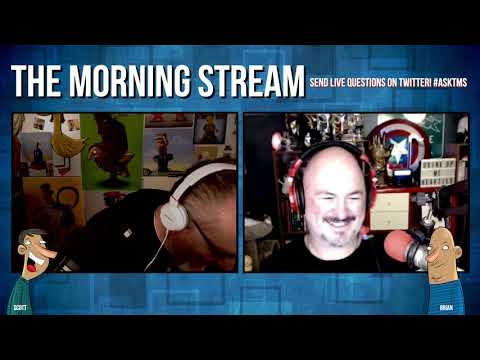 THE MORNING STREAM
SEND LIVE QUESTIONS ON TWITTER! #ASKTMS
SCOTT
BRIAN